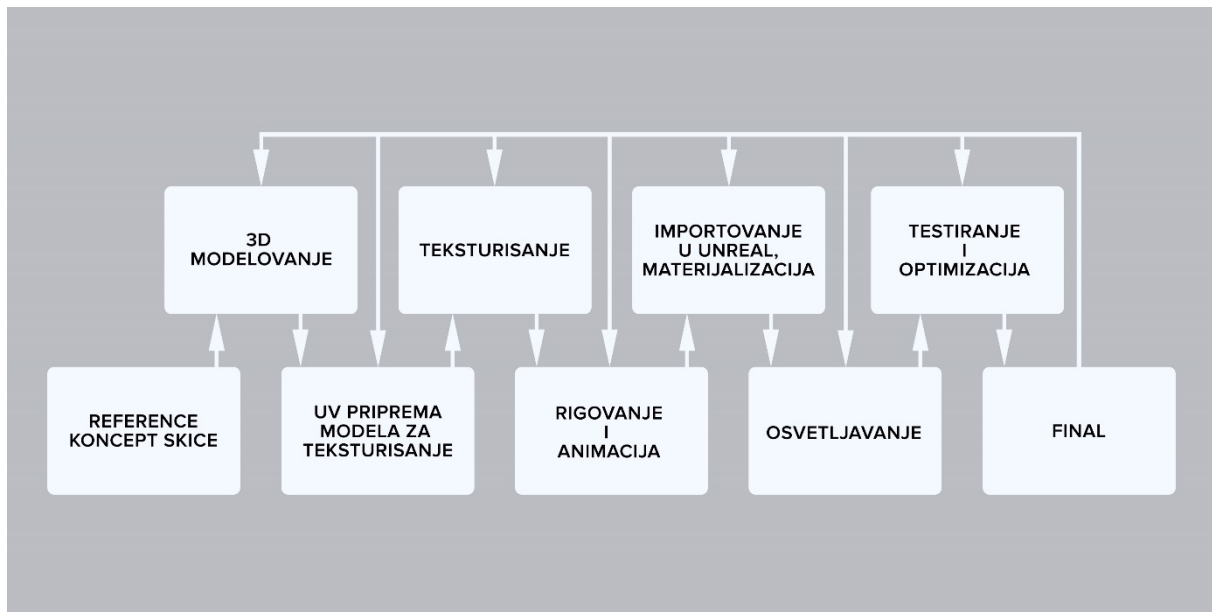 3D
MODELOVANJE
TEKSTURISANJE
IMPORTOVANJE
U UNREAL,
MATERIJALIZACIJA
TESTIRANJE
I
OPTIMIZACIJA
REFERENCE
KONCEPT SKICE
UV PRIPREMA
MODELA ZA
TEKSTURISANJE
RIGOVANJE
I
ANIMACIJA
OSVETLJAVANJE
FINAL